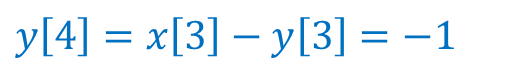 y[4] = x[3] − y[3] = −1